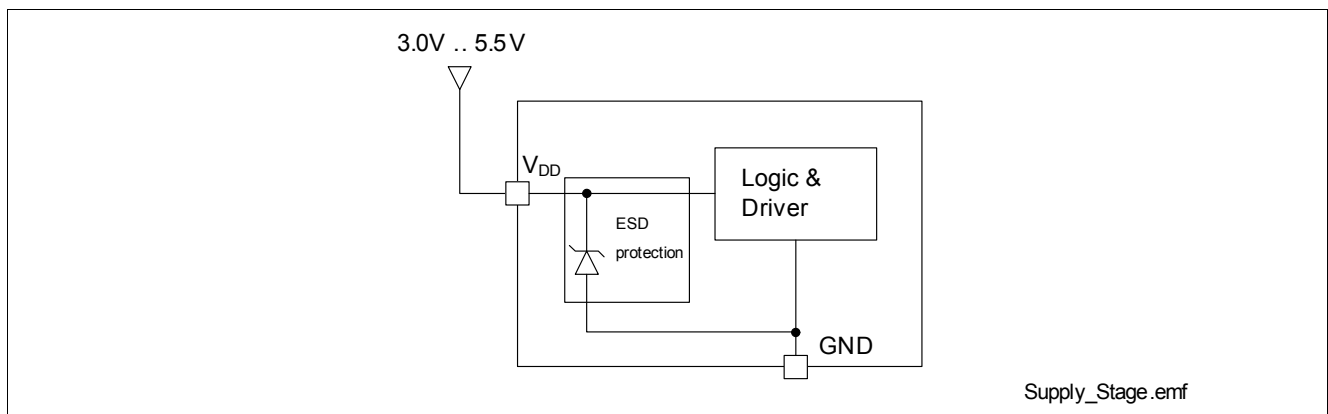 3.0V .. 5.5V
VDD
Logic &
Driver
ESD
protection
GND
Supply_Stage.emf